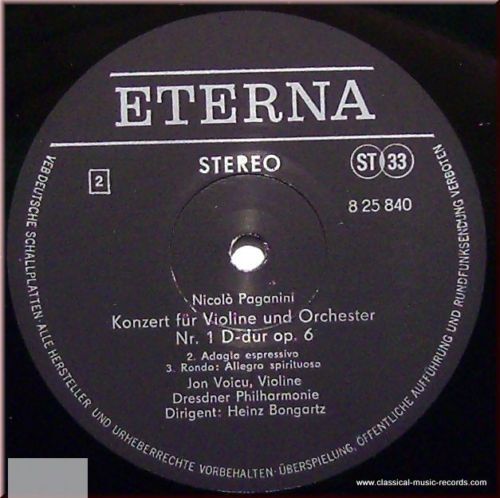 ETERNA
STEREO
ST 33
2
8 25 840
Nicolò Paganini
Konzert für Violine und Orchester
Nr. 1 D-dur op. 6
2. Adagio espressivo
3. Rondo: Allegro spirituoso
Jon Voicu, Violine
Dresdner Philharmonie
Dirigent: Heinz Bongartz
VEB DEUTSCHE SCHALLPLATTEN · ALLE HERSTELLER UND URHEBERRECHTE VORBEHALTEN · ÜBERSPIELUNG, ÖFFENTLICHE AUFFÜHRUNG UND RUNDFUNKSENDUNG VERBOTEN
www.classical-music-records.com